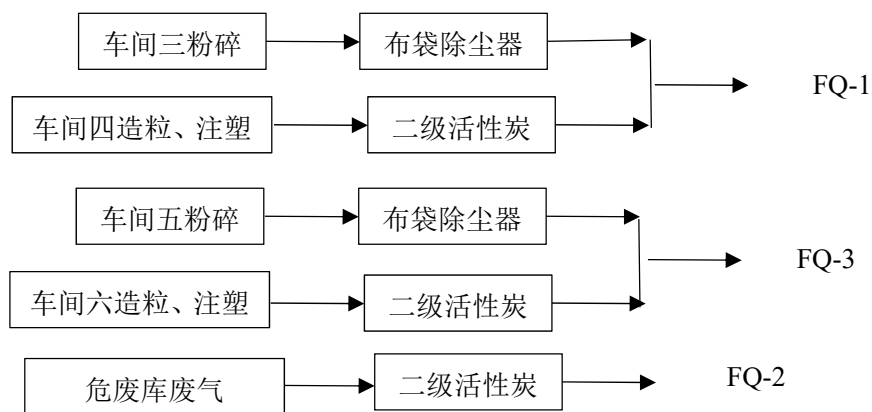 车间三粉碎
布袋除尘器
FQ-1
车间四造粒、注塑
二级活性炭
车间五粉碎
布袋除尘器
FQ-3
车间六造粒、注塑
二级活性炭
危废库废气
二级活性炭
FQ-2